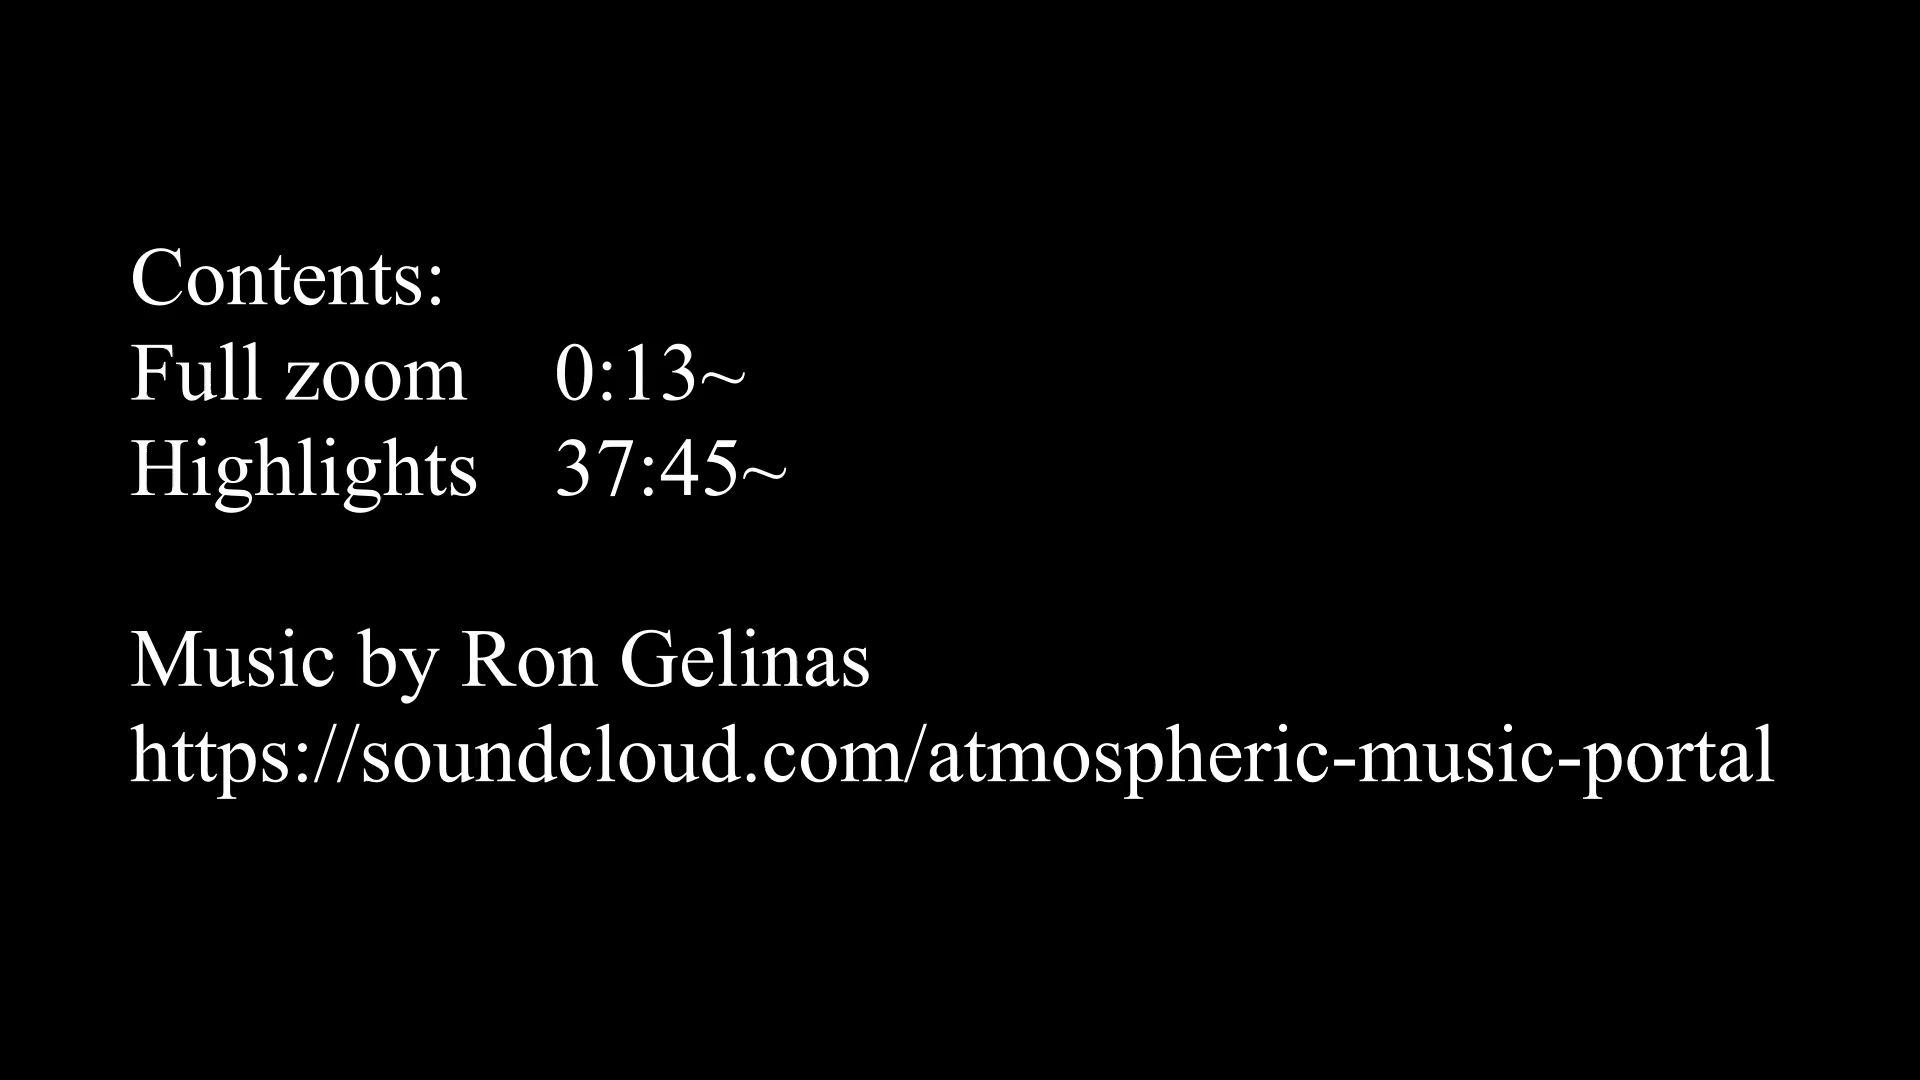 Contents:
Full zoom 0:13~
Highlights 37:45~
Music by Ron Gelinas
https://soundcloud.com/atmospheric-music-portal